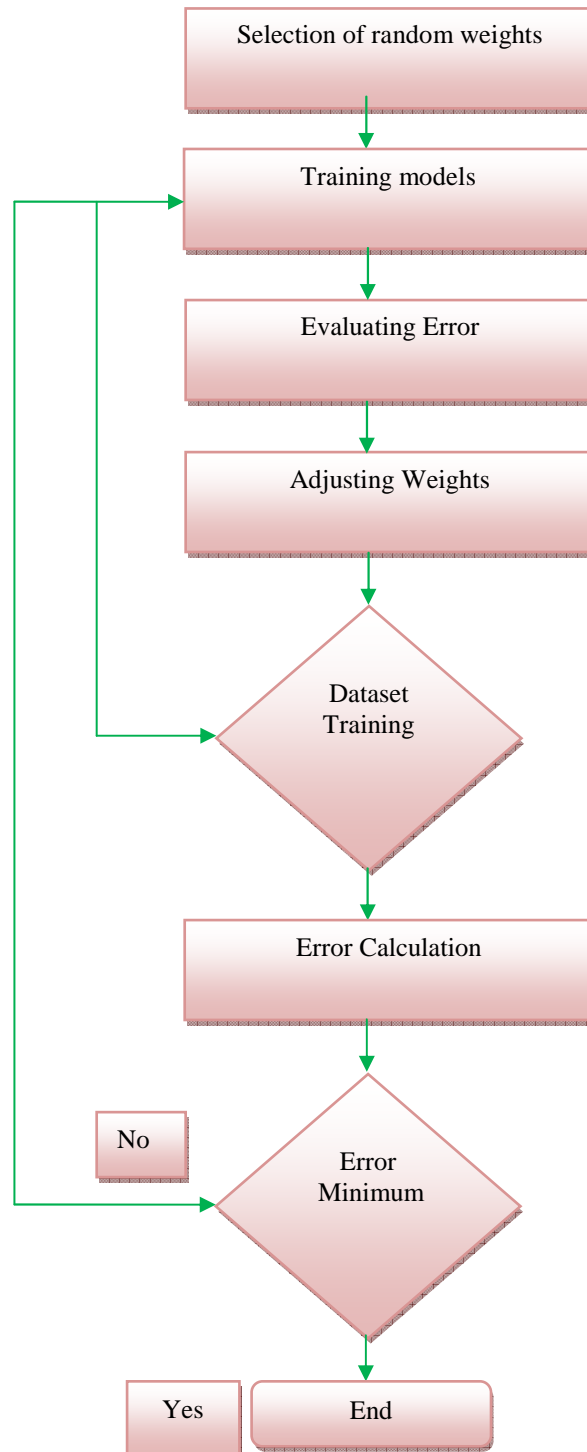 Selection of random weights
Training models
Evaluating Error
Adjusting Weights
Dataset
Training
Error Calculation
No
Error
Minimum
Yes
End